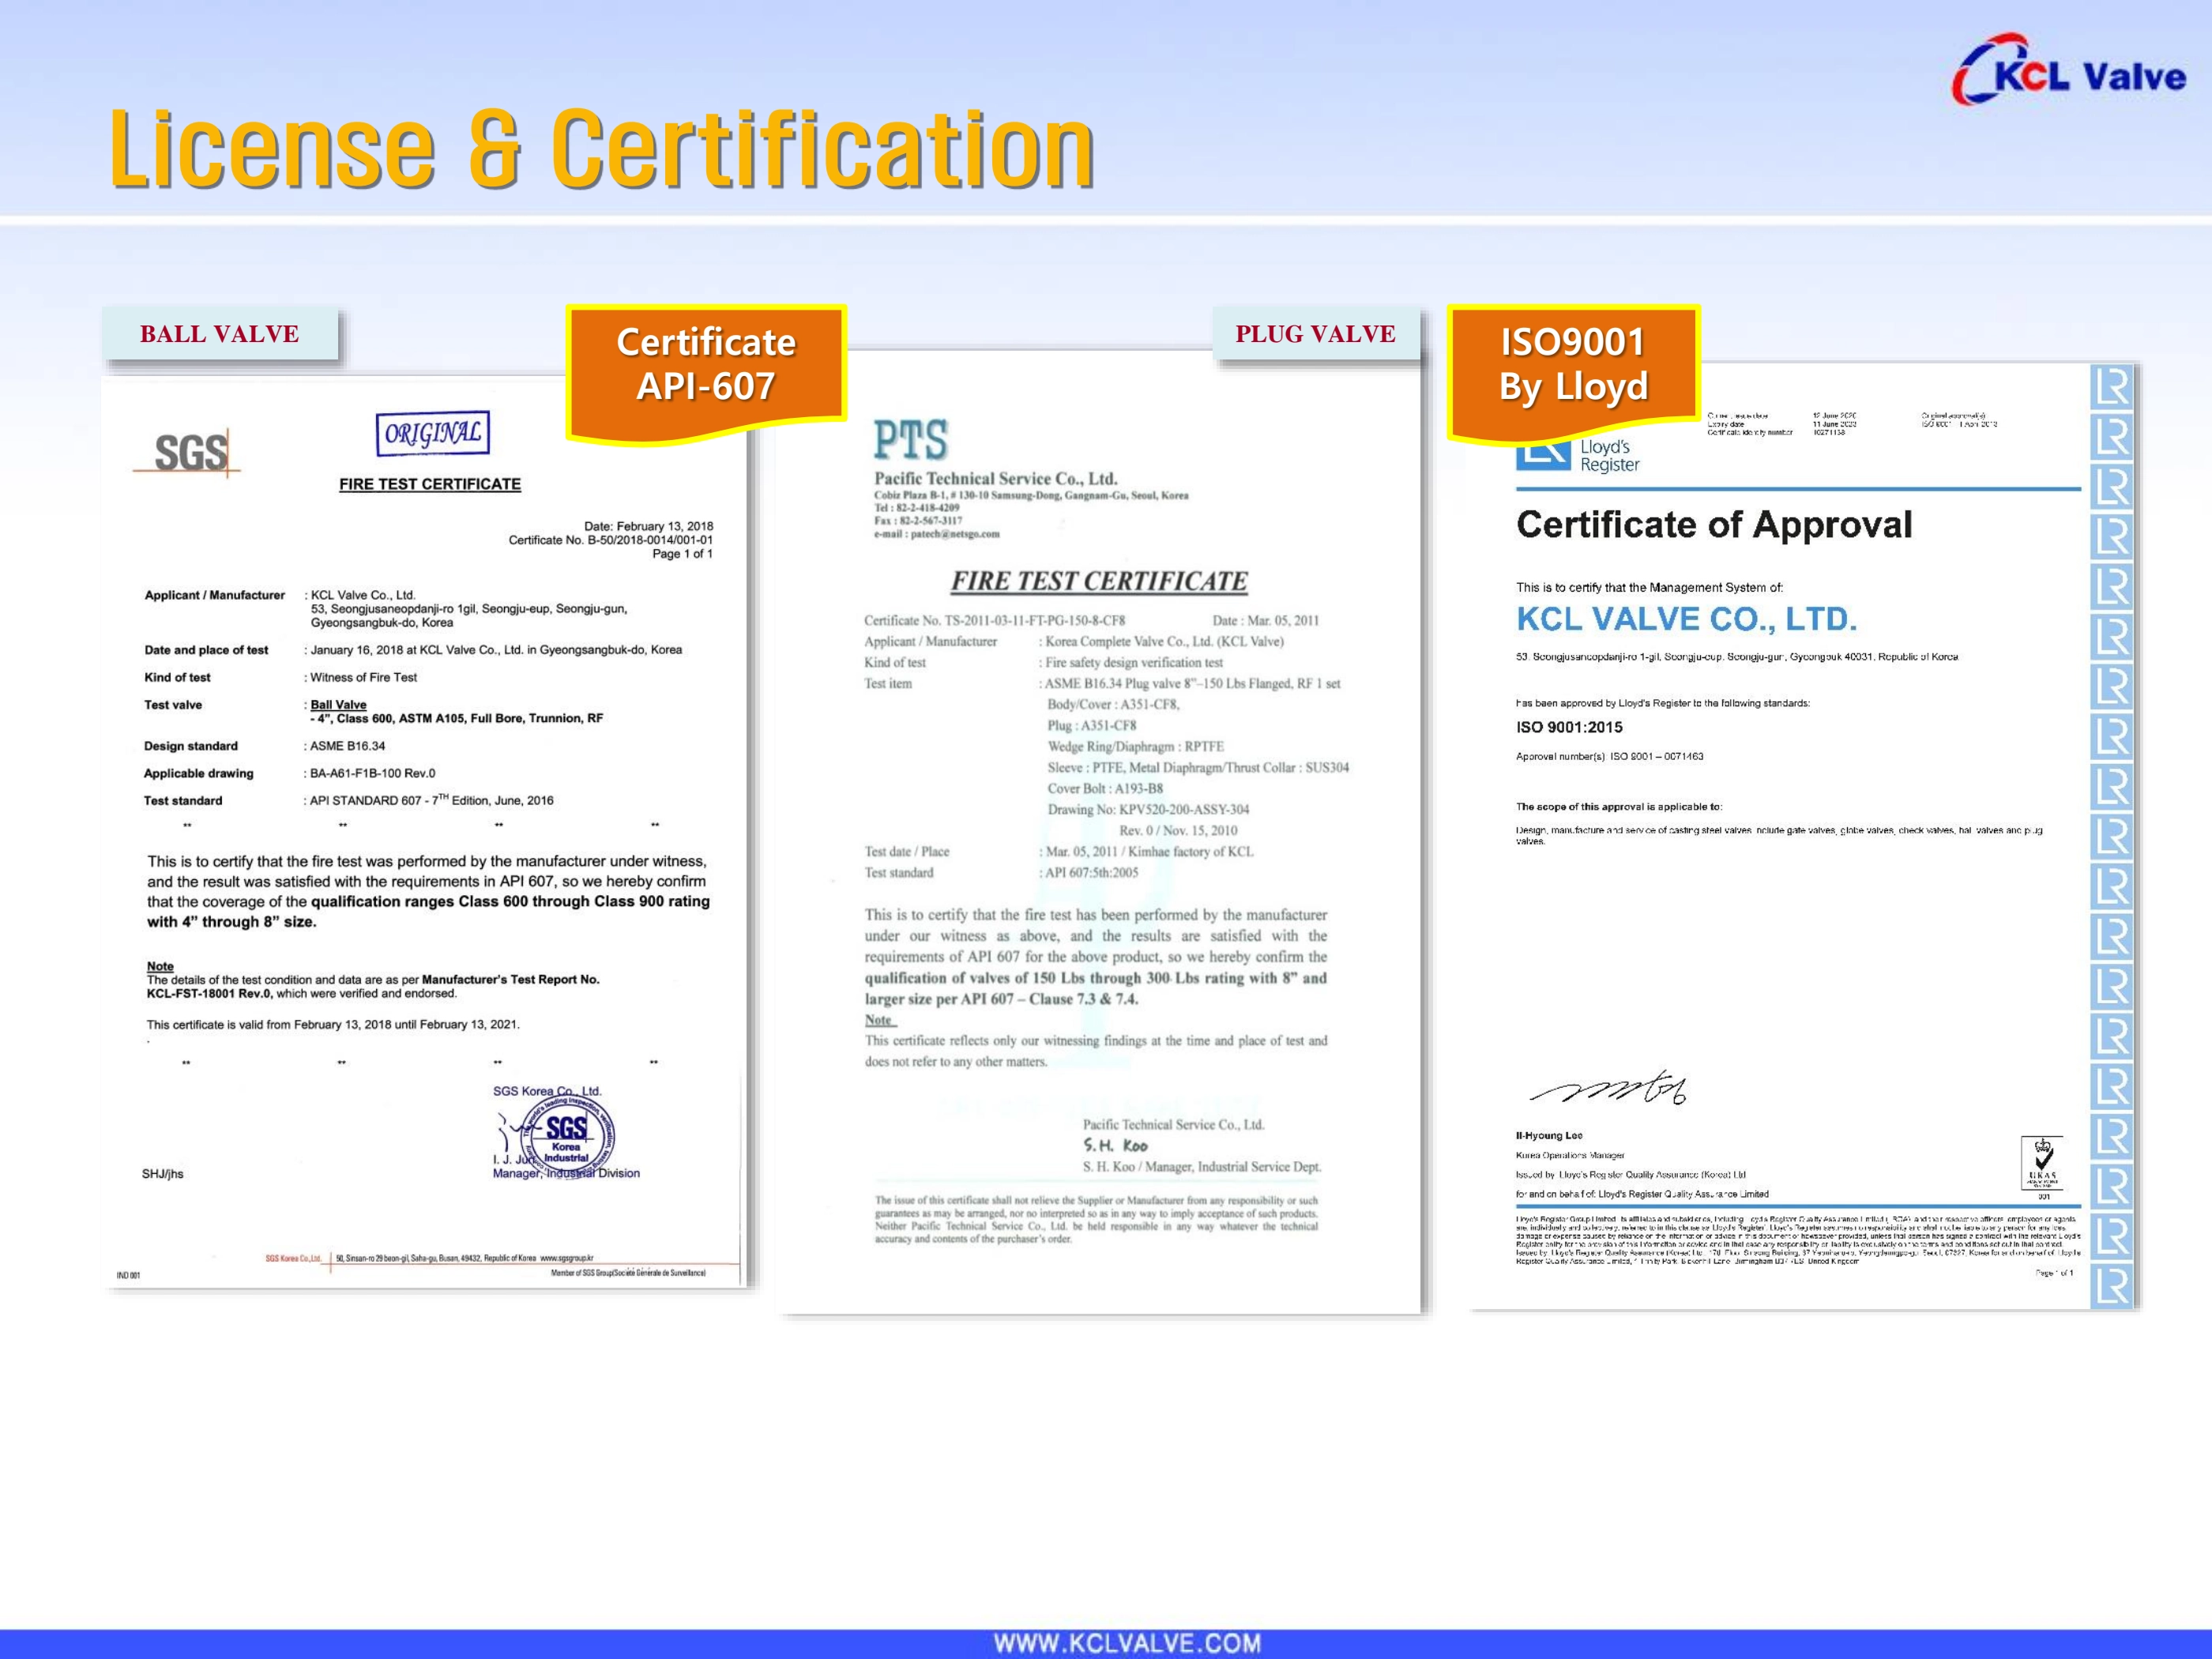 KCL Valve
License & Certification
BALL VALVE
Certificate
API-607
SGS
ORIGINAL
FIRE TEST CERTIFICATE
Date: February 13, 2018
Certificate No. B-50/2018-0014/001-01
Page 1 of 1
Applicant / Manufacturer : KCL Valve Co., Ltd.
53, Seongjusaneopdanji-ro 1gil, Seongju-eup, Seongju-gun,
Gyeongsangbuk-do, Korea
Date and place of test : January 16, 2018 at KCL Valve Co., Ltd. in Gyeongsangbuk-do, Korea
Kind of test : Witness of Fire Test
Test valve : Ball Valve
- 4", Class 600, ASTM A105, Full Bore, Trunnion, RF
Design standard : ASME B16.34
Applicable drawing : BA-A61-F1B-100 Rev.0
Test standard : API STANDARD 607 - 7TH Edition, June, 2016
** ** ** **
This is to certify that the fire test was performed by the manufacturer under witness,
and the result was satisfied with the requirements in API 607, so we hereby confirm
that the coverage of the qualification ranges Class 600 through Class 900 rating
with 4" through 8" size.
Note
The details of the test condition and data are as per Manufacturer's Test Report No.
KCL-FST-18001 Rev.0, which were verified and endorsed.
This certificate is valid from February 13, 2018 until February 13, 2021.
** ** ** **
SGS Korea Co., Ltd.
SGS
Korea
Industrial
I. J.
Manager, Industrial Division
SHJ/jhs
SGS Korea Co.,Ltd. 50, Sinsan-ro 29 beon-gil, Saha-gu, Busan, 49432, Republic of Korea www.sgsgroup.kr
Member of SGS Group(Société Générale de Surveillance)
IND 001
PLUG VALVE
PTS
Pacific Technical Service Co., Ltd.
Cobiz Plaza B-1, # 130-10 Samsung-Dong, Gangnam-Gu, Seoul, Korea
Tel : 82-2-418-4209
Fax : 82-2-567-3117
e-mail : patech@netsgo.com
FIRE TEST CERTIFICATE
Certificate No. TS-2011-03-11-FT-PG-150-8-CF8 Date : Mar. 05, 2011
Applicant / Manufacturer : Korea Complete Valve Co., Ltd. (KCL Valve)
Kind of test : Fire safety design verification test
Test item : ASME B16.34 Plug valve 8"–150 Lbs Flanged, RF 1 set
Body/Cover : A351-CF8,
Plug : A351-CF8
Wedge Ring/Diaphragm : RPTFE
Sleeve : PTFE, Metal Diaphragm/Thrust Collar : SUS304
Cover Bolt : A193-B8
Drawing No: KPV520-200-ASSY-304
Rev. 0 / Nov. 15, 2010
Test date / Place : Mar. 05, 2011 / Kimhae factory of KCL
Test standard : API 607:5th:2005
This is to certify that the fire test has been performed by the manufacturer
under our witness as above, and the results are satisfied with the
requirements of API 607 for the above product, so we hereby confirm the
qualification of valves of 150 Lbs through 300 Lbs rating with 8" and
larger size per API 607 – Clause 7.3 & 7.4.
Note
This certificate reflects only our witnessing findings at the time and place of test and
does not refer to any other matters.
Pacific Technical Service Co., Ltd.
S. H. Koo
S. H. Koo / Manager, Industrial Service Dept.
The issue of this certificate shall not relieve the Supplier or Manufacturer from any responsibility or such
guarantees as may be arranged, nor no interpreted so as in any way to imply acceptance of such products.
Neither Pacific Technical Service Co., Ltd. be held responsible in any way whatever the technical
accuracy and contents of the purchaser's order.
ISO9001
By Lloyd
Lloyd's
Register
Expiry date 11 June 2023
Certificate identity number 10271158
Certificate of Approval
This is to certify that the Management System of:
KCL VALVE CO., LTD.
53, Seongjusaneopdanji-ro 1-gil, Seongju-eup, Seongju-gun, Gyeongbuk 40031, Republic of Korea
has been approved by Lloyd's Register to the following standards:
ISO 9001:2015
Approval number(s): ISO 9001 – 0071463
The scope of this approval is applicable to:
Design, manufacture and service of casting steel valves include gate valves, globe valves, check valves, ball valves and plug
valves.
Il-Hyoung Lee
Korea Operations Manager
Issued by: Lloyd's Register Quality Assurance (Korea) Ltd
for and on behalf of: Lloyd's Register Quality Assurance Limited
UKAS
001
Page 1 of 1
WWW.KCLVALVE.COM